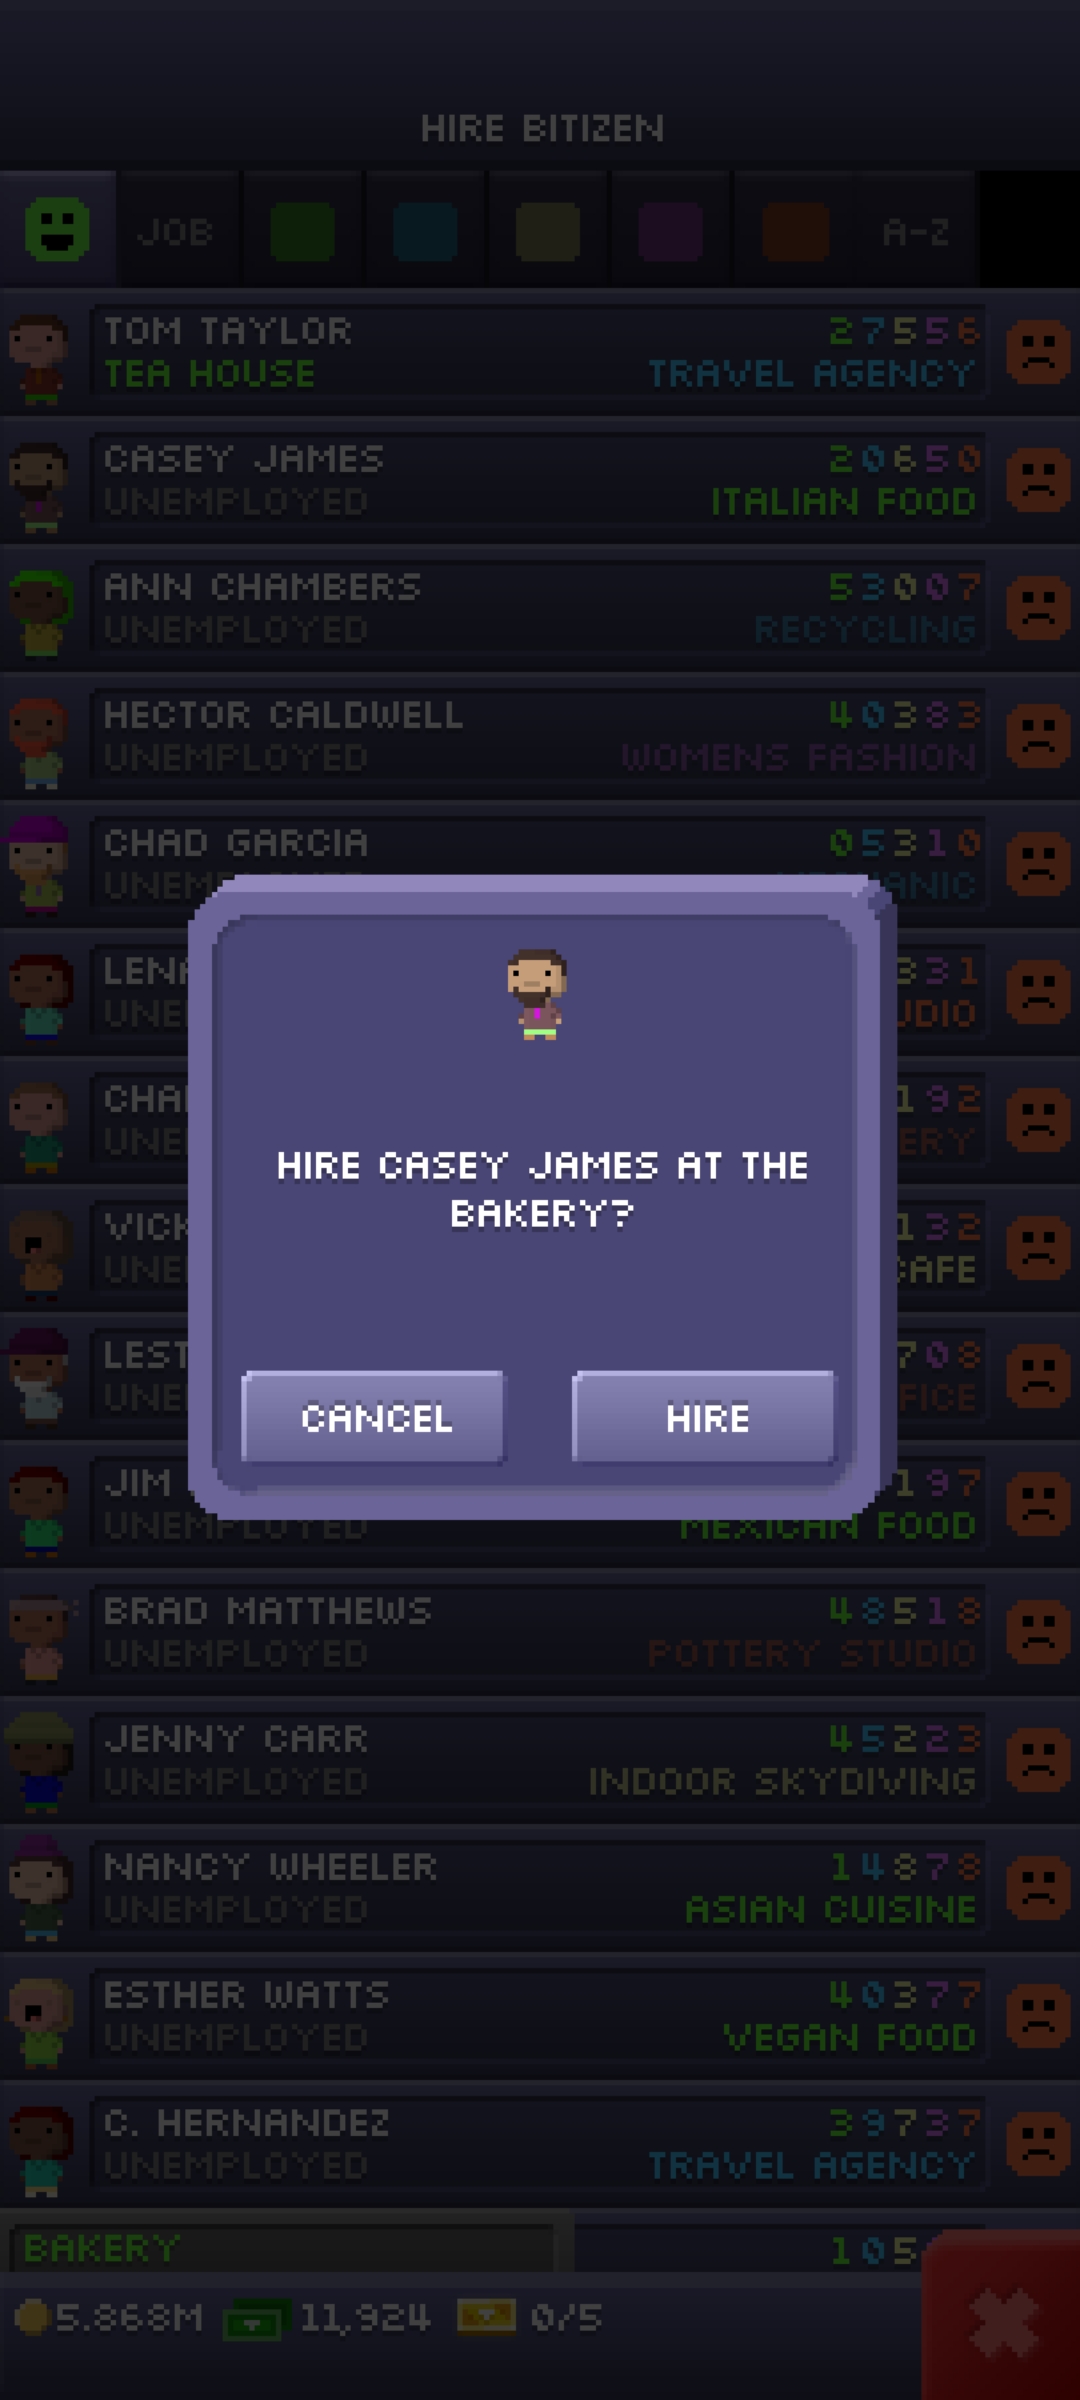 HIRE BITIZEN
JOB
A-Z
TOM TAYLOR 27556
TEA HOUSE TRAVEL AGENCY
CASEY JAMES 20650
UNEMPLOYED ITALIAN FOOD
ANN CHAMBERS 53007
UNEMPLOYED RECYCLING
HECTOR CALDWELL 40383
UNEMPLOYED WOMENS FASHION
CHAD GARCIA 05310
HIRE CASEY JAMES AT THE
BAKERY?
CANCEL HIRE
JIM 197
UNEMPLOYED MEXICAN FOOD
BRAD MATTHEWS 48518
UNEMPLOYED POTTERY STUDIO
JENNY CARR 45223
UNEMPLOYED INDOOR SKYDIVING
NANCY WHEELER 14878
UNEMPLOYED ASIAN CUISINE
ESTHER WATTS 40377
UNEMPLOYED VEGAN FOOD
C. HERNANDEZ 39737
UNEMPLOYED TRAVEL AGENCY
BAKERY 105
5.868M 11,924 0/5